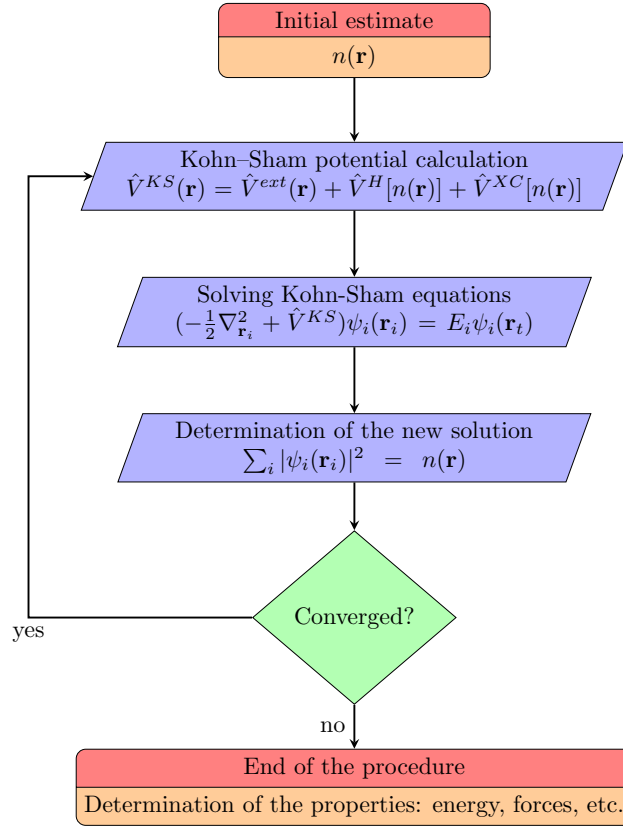 Initial estimate
n(𝐫)
Kohn–Sham potential calculation
V̂^{KS}(𝐫) = V̂^{ext}(𝐫) + V̂^{H}[n(𝐫)] + V̂^{XC}[n(𝐫)]
Solving Kohn-Sham equations
(−½∇²_{𝐫_i} + V̂^{KS})ψ_i(𝐫_i) = E_iψ_i(𝐫_t)
Determination of the new solution
∑_i |ψ_i(𝐫_i)|² = n(𝐫)
Converged?
yes
no
End of the procedure
Determination of the properties: energy, forces, etc.